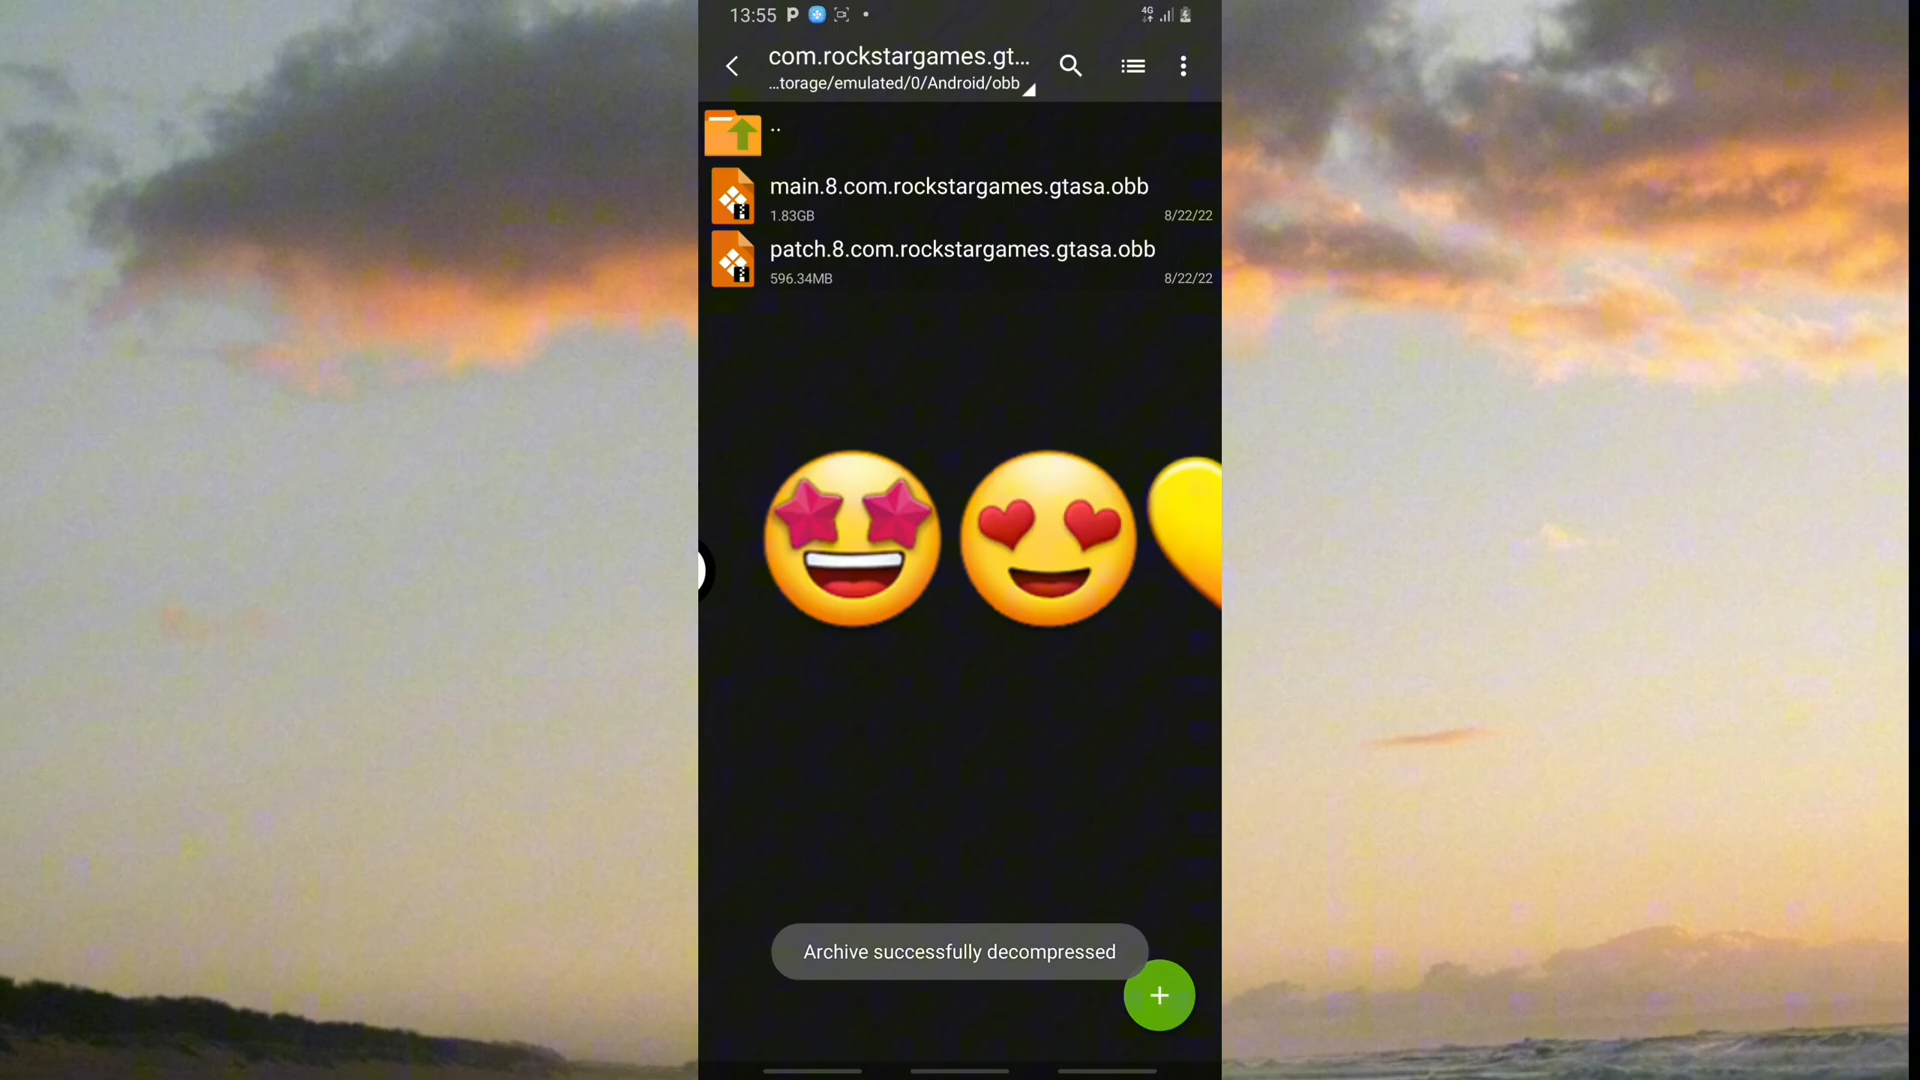 13:55
4G
com.rockstargames.gt...
...torage/emulated/0/Android/obb
..
main.8.com.rockstargames.gtasa.obb
1.83GB
8/22/22
patch.8.com.rockstargames.gtasa.obb
596.34MB
8/22/22
Archive successfully decompressed